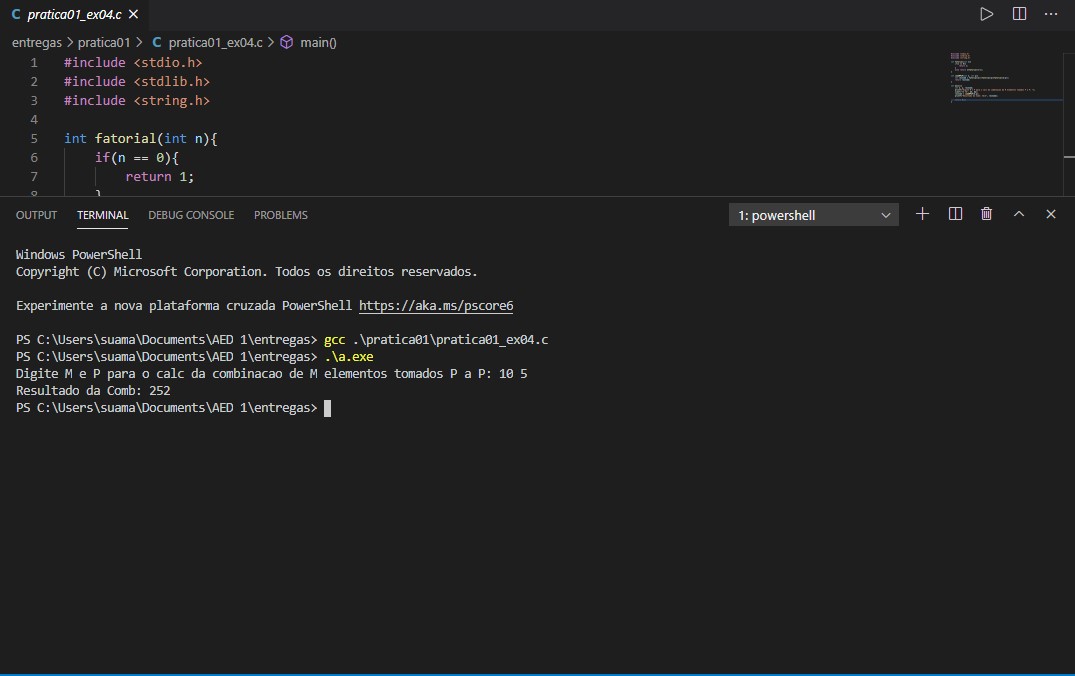 C pratica01_ex04.c
entregas > pratica01 > C pratica01_ex04.c > main()
1 #include <stdio.h>
2 #include <stdlib.h>
3 #include <string.h>
4
5 int fatorial(int n){
6 if(n == 0){
7 return 1;
8 }
OUTPUT TERMINAL DEBUG CONSOLE PROBLEMS 1: powershell
Windows PowerShell
Copyright (C) Microsoft Corporation. Todos os direitos reservados.
Experimente a nova plataforma cruzada PowerShell https://aka.ms/pscore6
PS C:\Users\suama\Documents\AED 1\entregas> gcc .\pratica01\pratica01_ex04.c
PS C:\Users\suama\Documents\AED 1\entregas> .\a.exe
Digite M e P para o calc da combinacao de M elementos tomados P a P: 10 5
Resultado da Comb: 252
PS C:\Users\suama\Documents\AED 1\entregas>